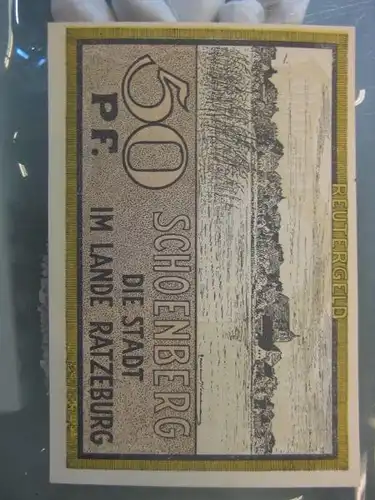 REUTERGELD
50
PF.
SCHOENBERG
DIE STADT
IM LANDE RATZEBURG